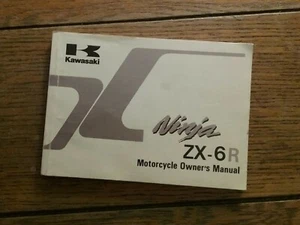 Kawasaki
Ninja
ZX-6R
Motorcycle Owner's Manual